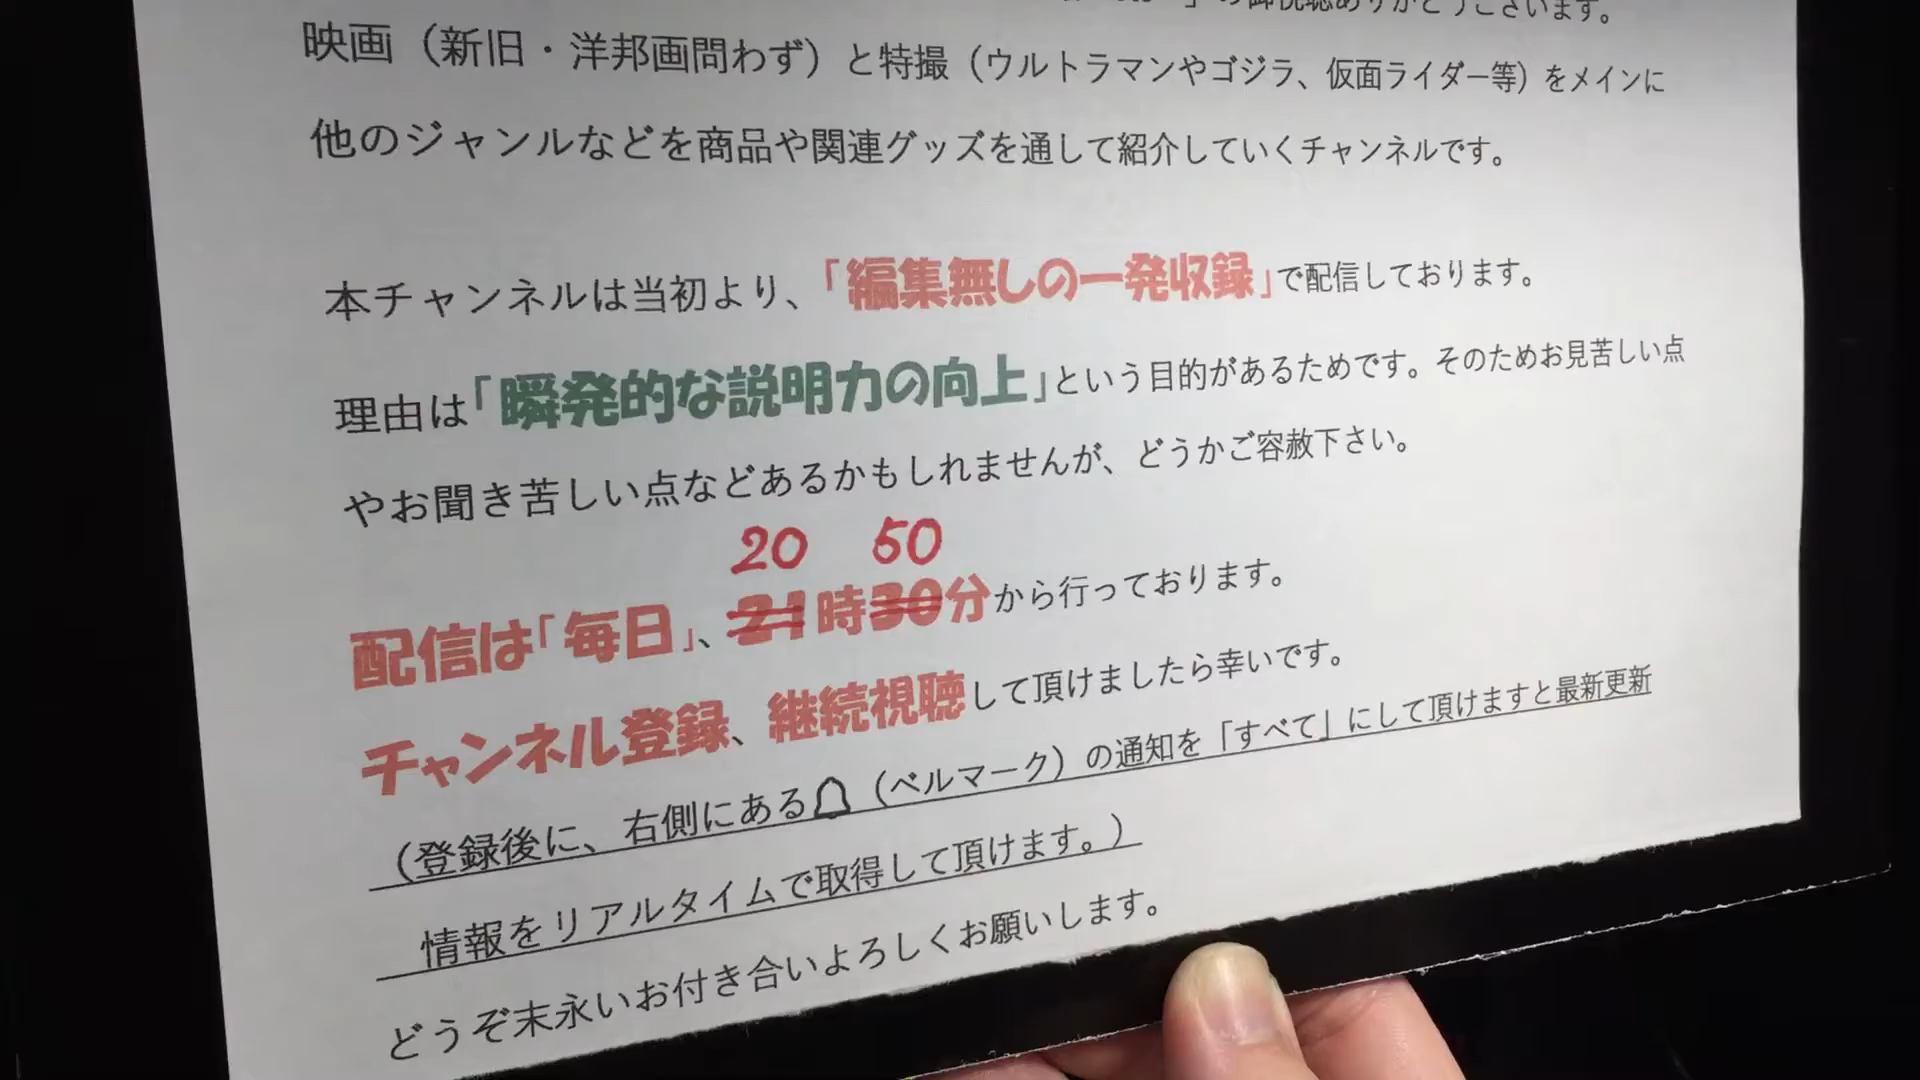 」の御視聴ありがとうございます。
映画（新旧・洋邦画問わず）と特撮（ウルトラマンやゴジラ、仮面ライダー等）をメインに
他のジャンルなどを商品や関連グッズを通して紹介していくチャンネルです。
本チャンネルは当初より、「編集無しの一発収録」で配信しております。
理由は「瞬発的な説明力の向上」という目的があるためです。そのためお見苦しい点
やお聞き苦しい点などあるかもしれませんが、どうかご容赦下さい。
20 50
配信は「毎日」、21時30分から行っております。
チャンネル登録、継続視聴して頂けましたら幸いです。
（登録後に、右側にある🔔（ベルマーク）の通知を「すべて」にして頂けますと最新更新
情報をリアルタイムで取得して頂けます。）
どうぞ末永いお付き合いよろしくお願いします。